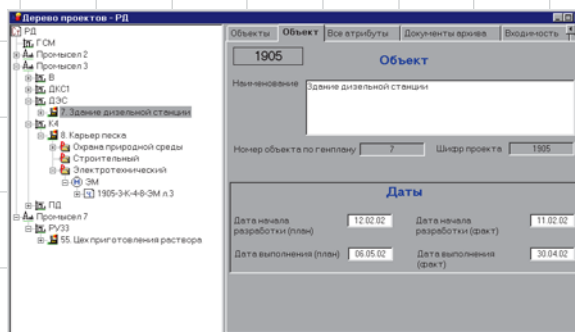 Дерево проектов - РД
РД
ГСМ
Промысел 2
Промысел 3
В
ДКС1
ДЭС
7. Здание дизельной станции
К4
8. Карьер песка
Охрана природной среды
Строительный
Электротехнический
ЭМ
1905-3-К-4-8-ЭМ л.3
ПД
Промысел 7
РУ33
55. Цех приготовления раствора
Объекты Объект Все атрибуты Документы архива Входимость
1905 Объект
Наименование Здание дизельной станции
Номер объекта по генплану 7 Шифр проекта 1905
Даты
Дата начала разработки (план) 12.02.02 Дата начала разработки (факт) 11.02.02
Дата выполнения (план) 06.05.02 Дата выполнения (факт) 30.04.02